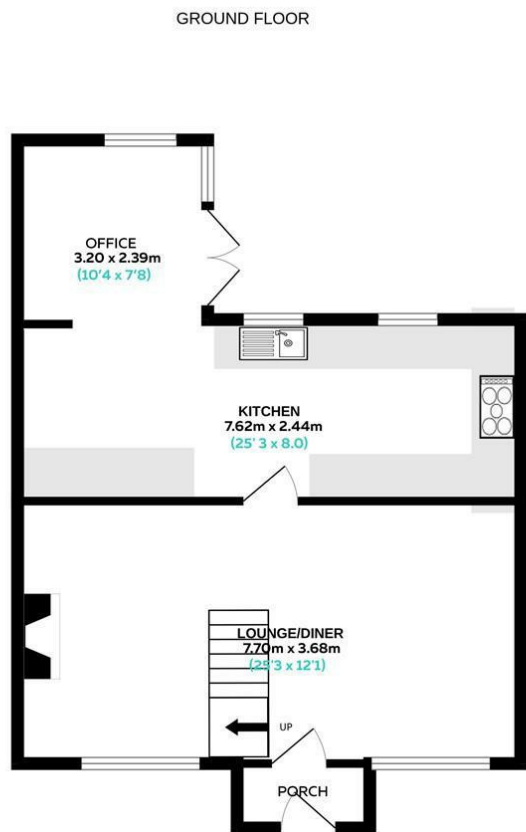 GROUND FLOOR
OFFICE
3.20 x 2.39m
(10'4 x 7'8)
KITCHEN
7.62m x 2.44m
(25' 3 x 8.0)
LOUNGE/DINER
7.70m x 3.68m
(25'3 x 12'1)
UP
PORCH